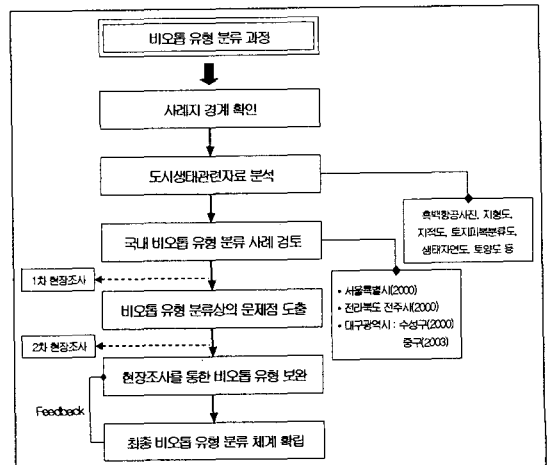 비오톱 유형 분류 과정
사례지 경계 확인
도시생태관련자료 분석
흑백항공사진, 지형도,
지적도, 토지피복분류도,
생태자연도, 토양도 등
국내 비오톱 유형 분류 사례 검토
1차 현장조사
• 서울특별시(2000)
• 전라북도 전주시(2000)
• 대구광역시 : 수성구(2000)
중구(2003)
비오톱 유형 분류상의 문제점 도출
2차 현장조사
현장조사를 통한 비오톱 유형 보완
Feedback
최종 비오톱 유형 분류 체계 확립